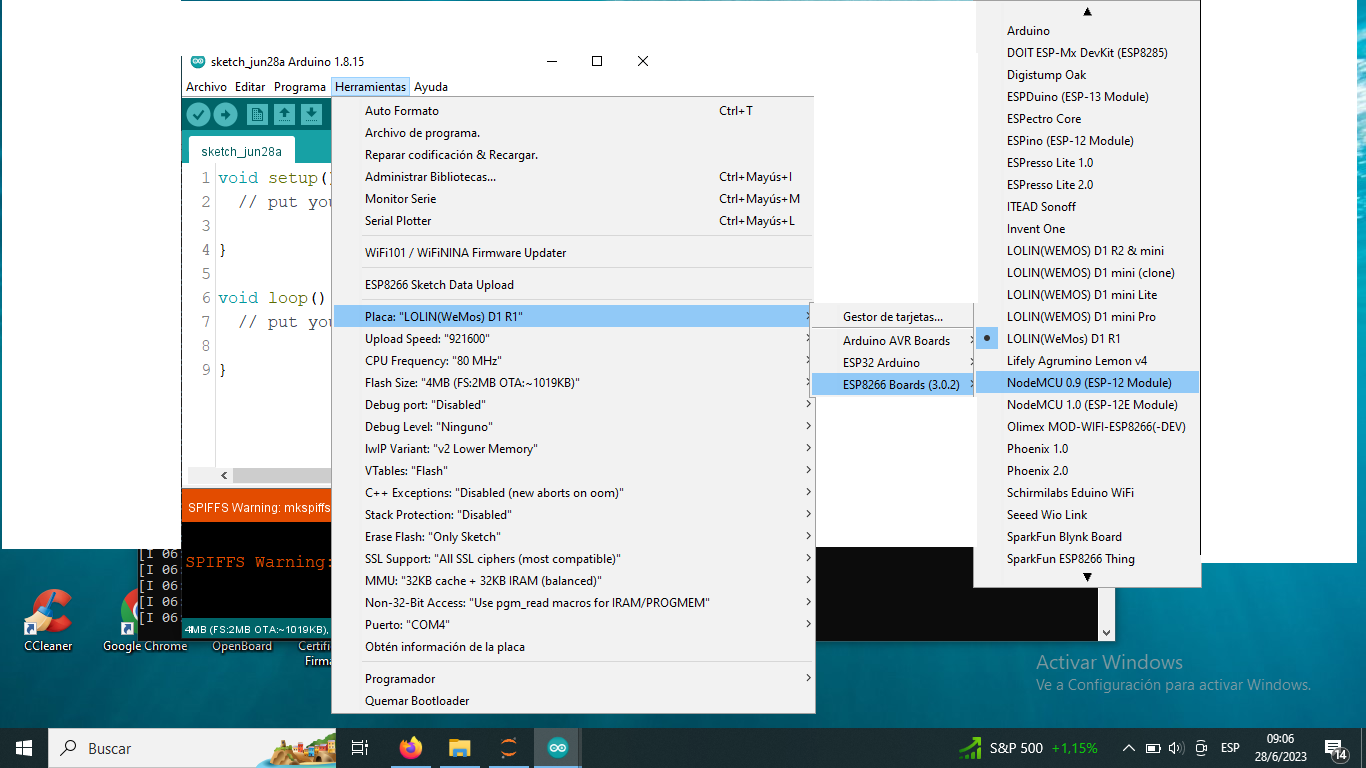 sketch_jun28a Arduino 1.8.15
Archivo Editar Programa Herramientas Ayuda
sketch_jun28a
1 void setup()
2 // put you
3
4 }
5
6 void loop()
7 // put you
8
9 }
SPIFFS Warning: mkspiffs
SPIFFS Warning:
4MB (FS:2MB OTA:~1019KB),
[I 06:
[I 06:
[I 06:
[I 06:
[I 06:
Auto Formato Ctrl+T
Archivo de programa.
Reparar codificación & Recargar.
Administrar Bibliotecas... Ctrl+Mayús+I
Monitor Serie Ctrl+Mayús+M
Serial Plotter Ctrl+Mayús+L
WiFi101 / WiFiNINA Firmware Updater
ESP8266 Sketch Data Upload
Placa: "LOLIN(WeMos) D1 R1"
Upload Speed: "921600"
CPU Frequency: "80 MHz"
Flash Size: "4MB (FS:2MB OTA:~1019KB)"
Debug port: "Disabled"
Debug Level: "Ninguno"
lwIP Variant: "v2 Lower Memory"
VTables: "Flash"
C++ Exceptions: "Disabled (new aborts on oom)"
Stack Protection: "Disabled"
Erase Flash: "Only Sketch"
SSL Support: "All SSL ciphers (most compatible)"
MMU: "32KB cache + 32KB IRAM (balanced)"
Non-32-Bit Access: "Use pgm_read macros for IRAM/PROGMEM"
Puerto: "COM4"
Obtén información de la placa
Programador
Quemar Bootloader
Gestor de tarjetas...
Arduino AVR Boards
ESP32 Arduino
ESP8266 Boards (3.0.2)
Arduino
DOIT ESP-Mx DevKit (ESP8285)
Digistump Oak
ESPDuino (ESP-13 Module)
ESPectro Core
ESPino (ESP-12 Module)
ESPresso Lite 1.0
ESPresso Lite 2.0
ITEAD Sonoff
Invent One
LOLIN(WEMOS) D1 R2 & mini
LOLIN(WEMOS) D1 mini (clone)
LOLIN(WEMOS) D1 mini Lite
LOLIN(WEMOS) D1 mini Pro
LOLIN(WeMos) D1 R1
Lifely Agrumino Lemon v4
NodeMCU 0.9 (ESP-12 Module)
NodeMCU 1.0 (ESP-12E Module)
Olimex MOD-WIFI-ESP8266(-DEV)
Phoenix 1.0
Phoenix 2.0
Schirmilabs Eduino WiFi
Seeed Wio Link
SparkFun Blynk Board
SparkFun ESP8266 Thing
CCleaner
Google Chrome
OpenBoard
Certifi
Firma
Activar Windows
Ve a Configuración para activar Windows.
Buscar
S&P 500 +1,15%
ESP
09:06
28/6/2023
14